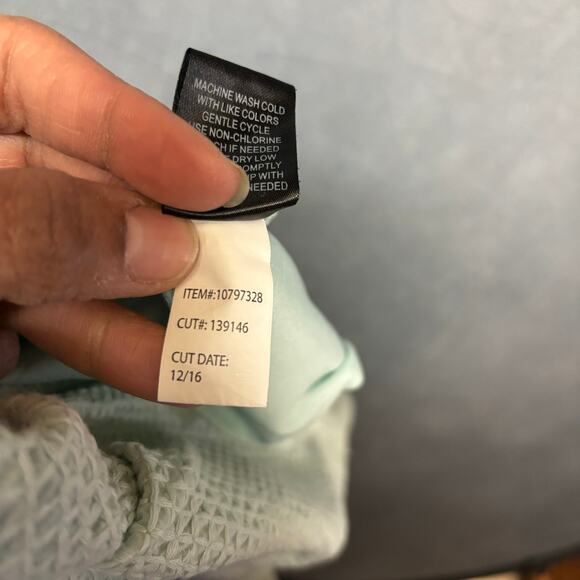 MACHINE WASH COLD
WITH LIKE COLORS
GENTLE CYCLE
USE NON-CHLORINE
IF NEEDED
DRY LOW
WITH
NEEDED
ITEM#:10797328
CUT#: 139146
CUT DATE:
12/16